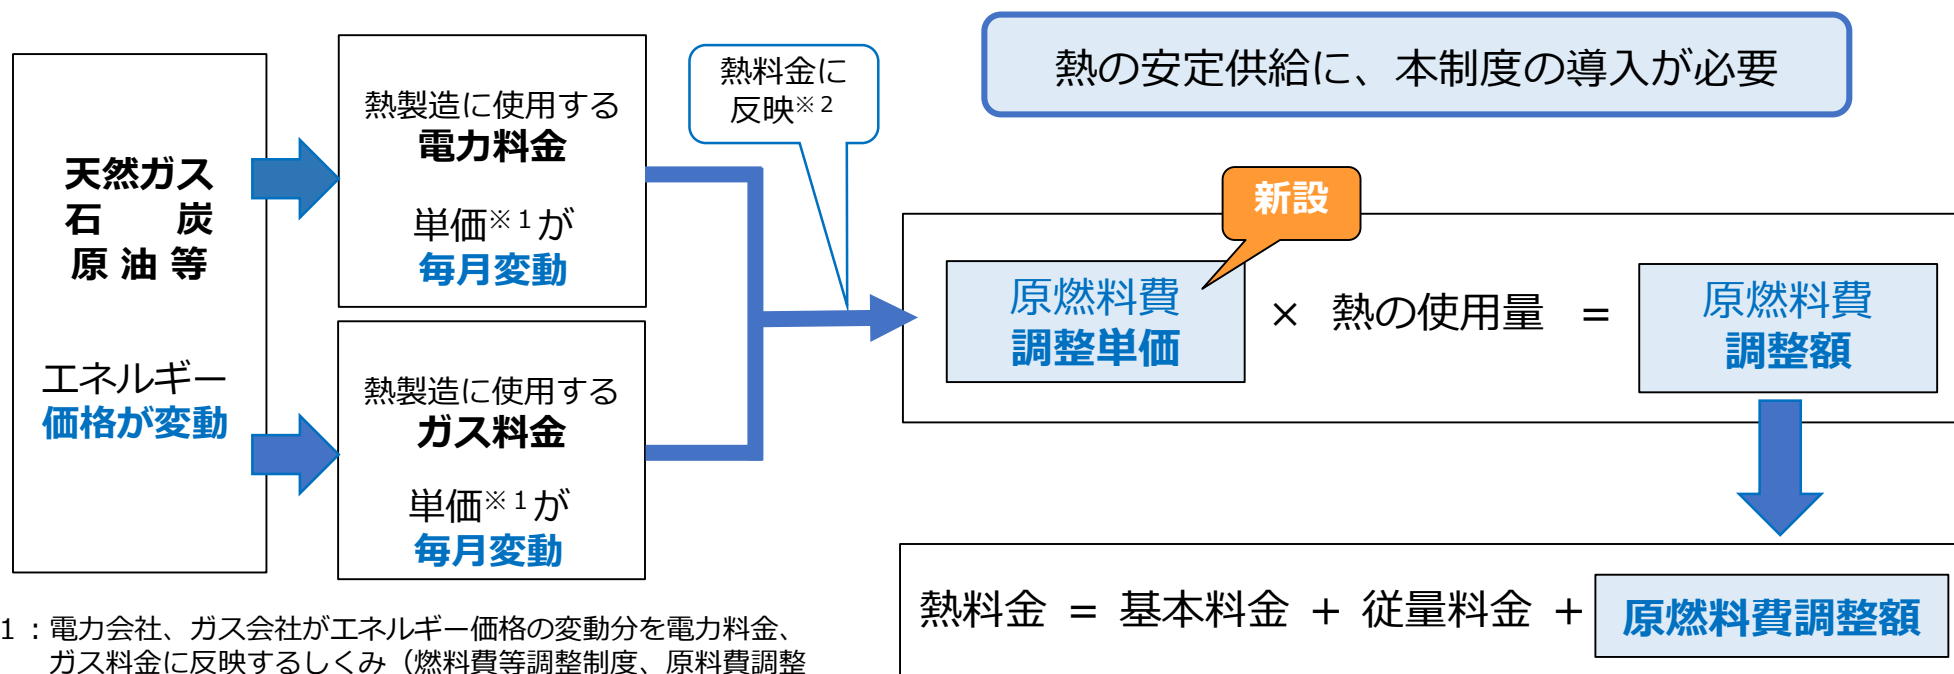 熱の安定供給に、本制度の導入が必要
天然ガス
石　　炭
原 油 等
エネルギー
価格が変動
熱製造に使用する
電力料金
単価※１が
毎月変動
熱製造に使用する
ガス料金
単価※１が
毎月変動
熱料金に
反映※２
新設
原燃料費
調整単価
× 熱の使用量 =
原燃料費
調整額
熱料金 = 基本料金 + 従量料金 + 原燃料費調整額
1：電力会社、ガス会社がエネルギー価格の変動分を電力料金、
ガス料金に反映するしくみ（燃料費等調整制度、原料費調整